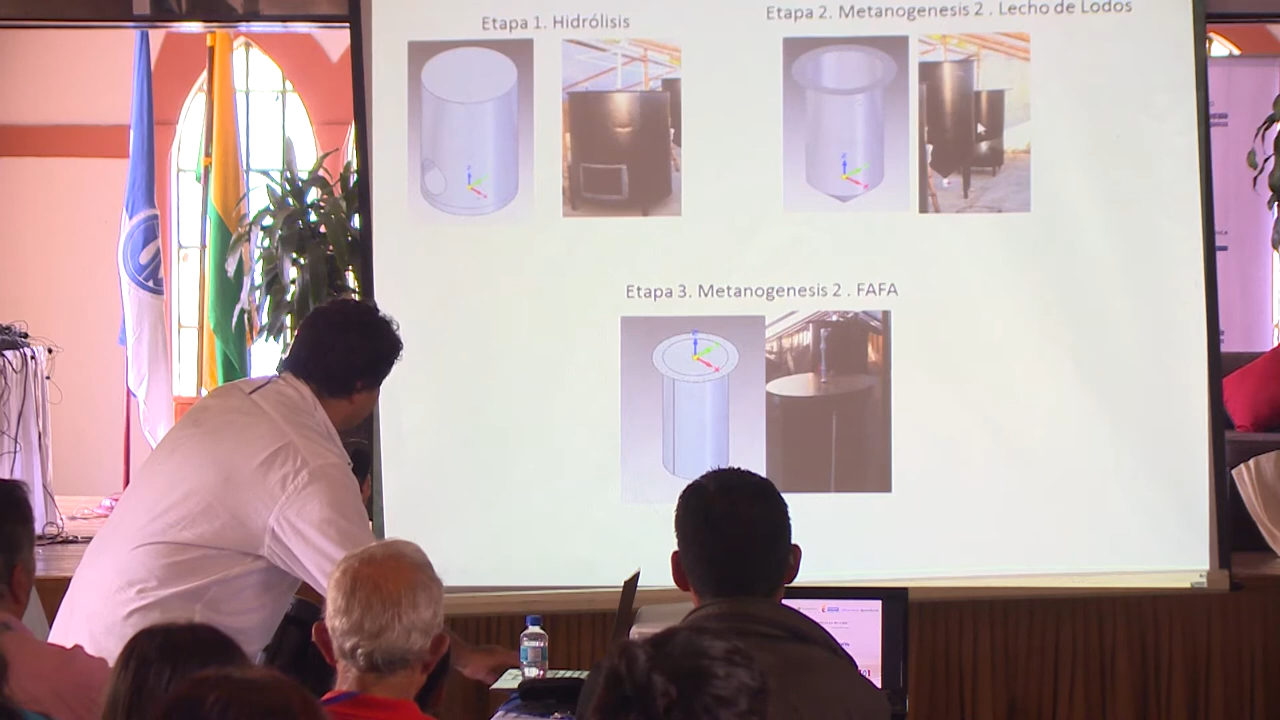 Etapa 1. Hidrólisis
Etapa 2. Metanogenesis 2 . Lecho de Lodos
Etapa 3. Metanogenesis 2 . FAFA